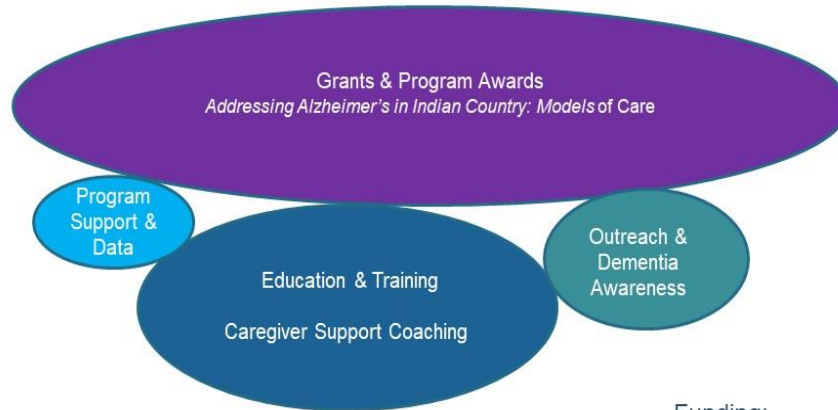 Grants & Program Awards
Addressing Alzheimer's in Indian Country: Models of Care
Program
Support &
Data
Outreach &
Dementia
Awareness
Education & Training
Caregiver Support Coaching
Funding: